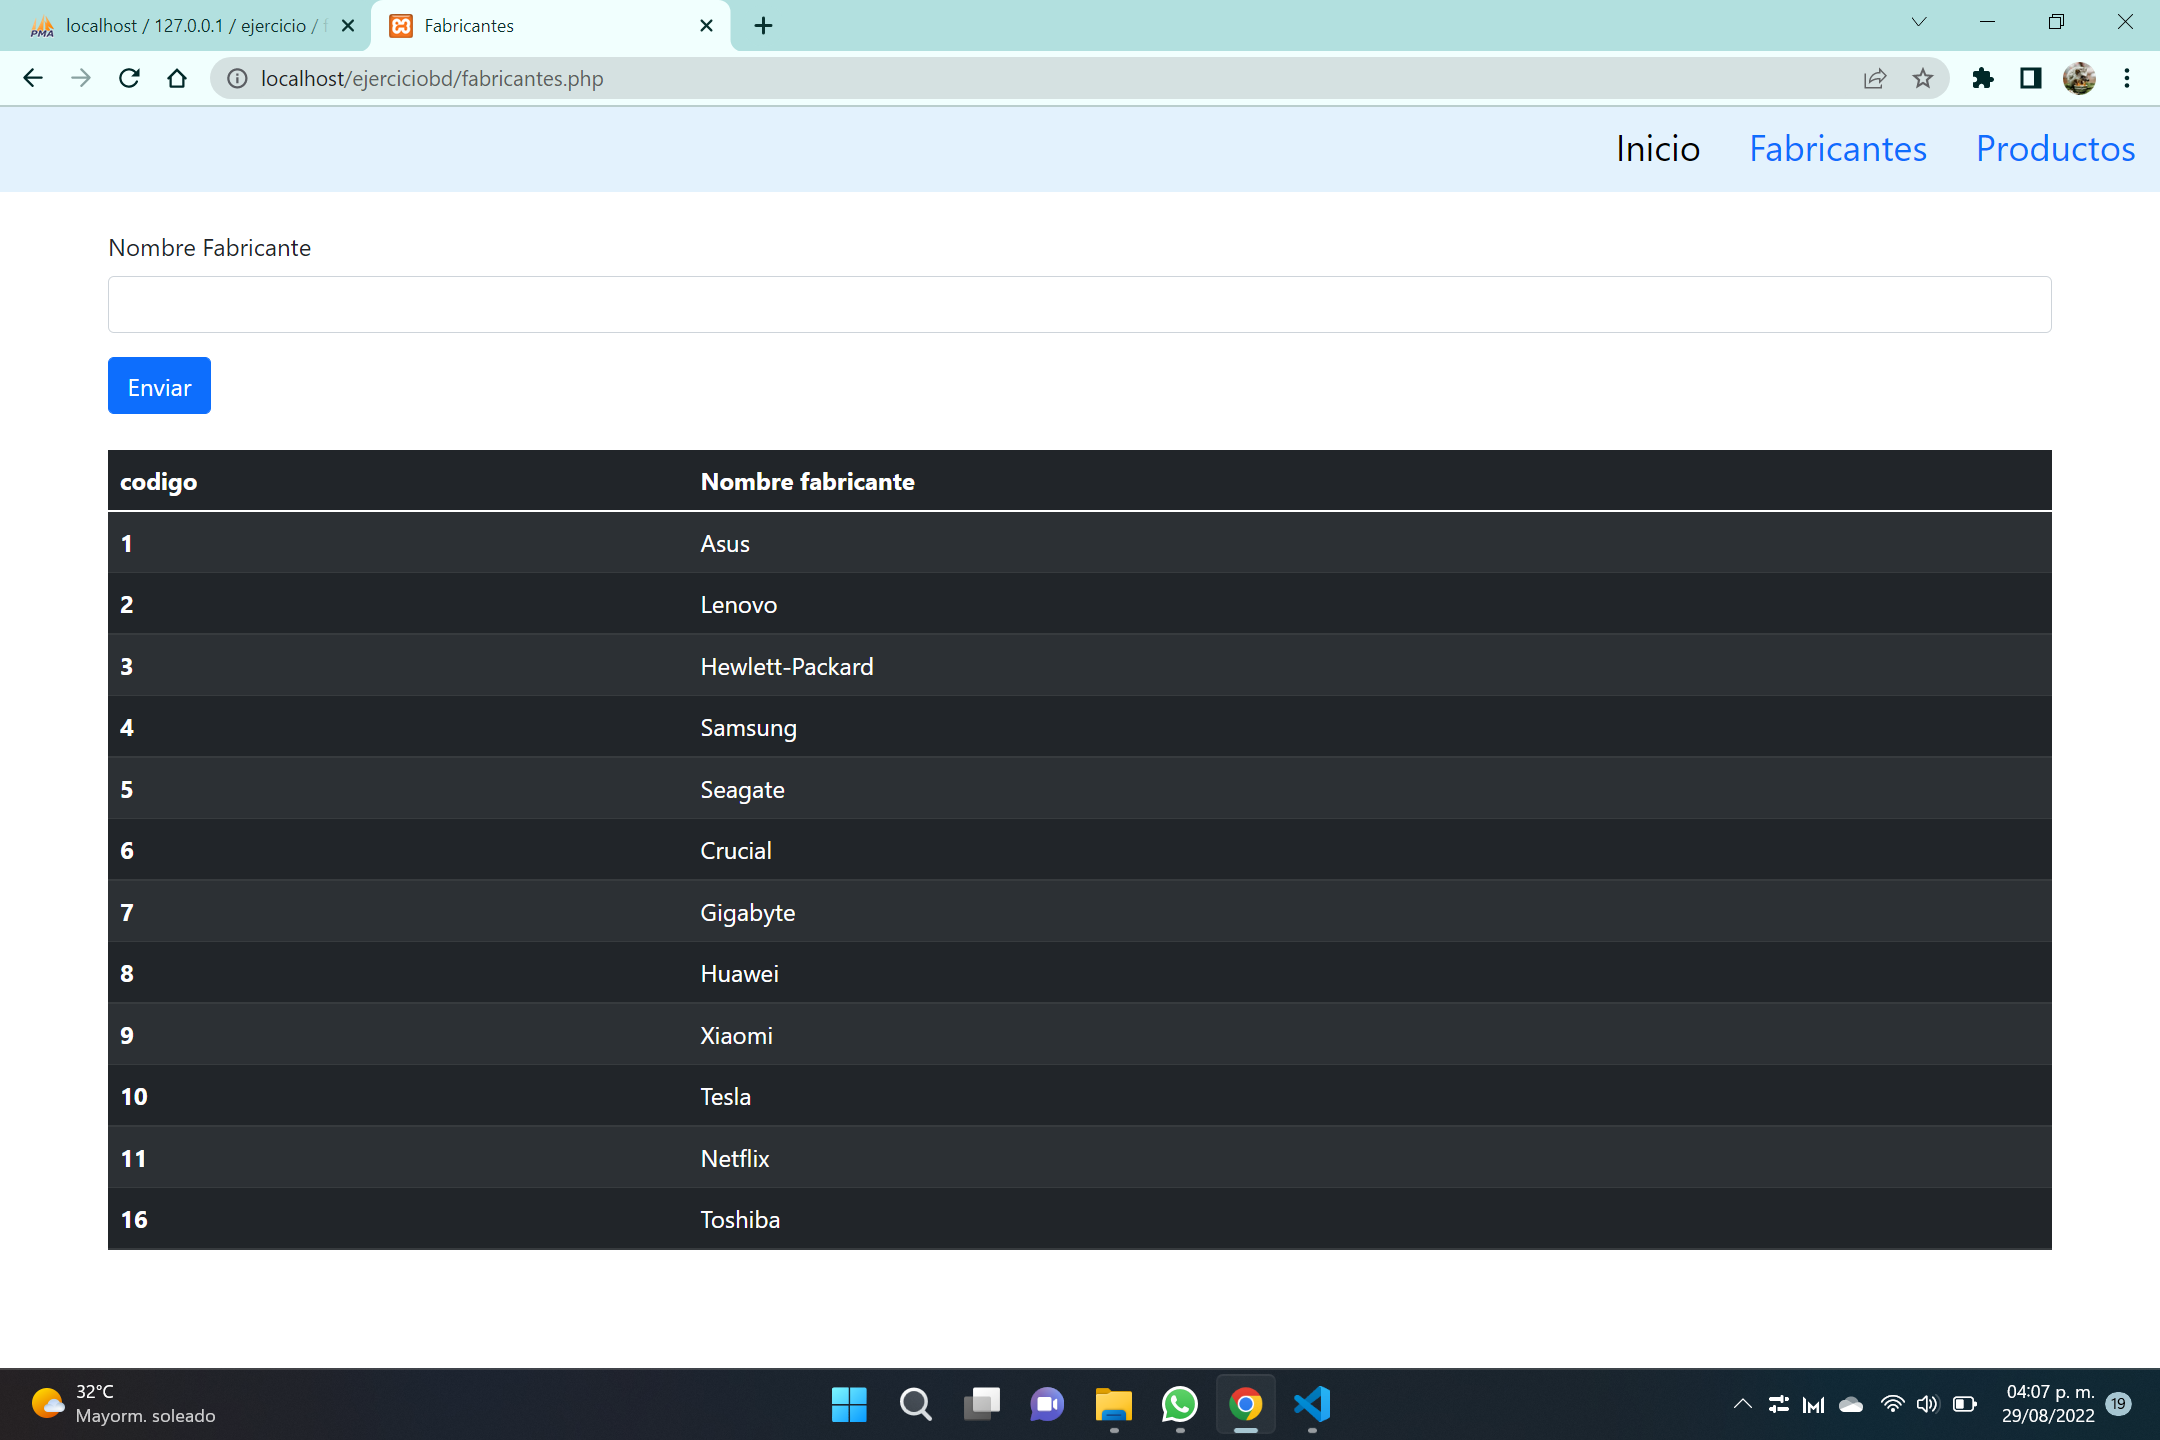 localhost / 127.0.0.1 / ejercicio /
Fabricantes
localhost/ejerciciobd/fabricantes.php
Inicio Fabricantes Productos
Nombre Fabricante
Enviar
codigo Nombre fabricante
1 Asus
2 Lenovo
3 Hewlett-Packard
4 Samsung
5 Seagate
6 Crucial
7 Gigabyte
8 Huawei
9 Xiaomi
10 Tesla
11 Netflix
16 Toshiba
32°C
Mayorm. soleado
04:07 p. m.
29/08/2022
19
PMA